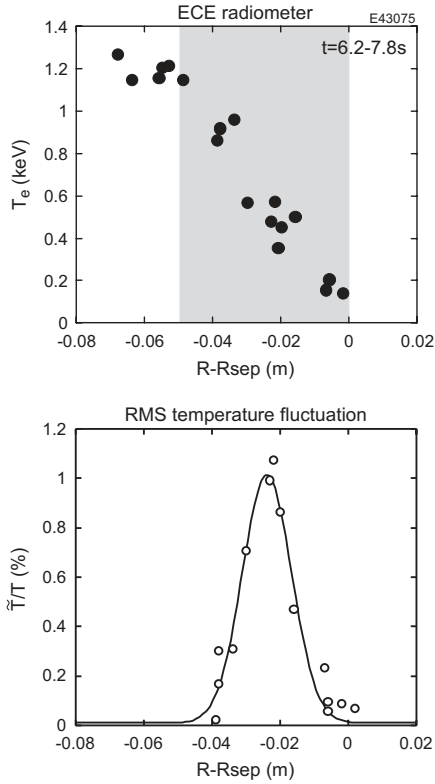 ECE radiometer
E43075
t=6.2-7.8s
1.4
1.2
1
0.8
0.6
0.4
0.2
0
Te (keV)
-0.08 -0.06 -0.04 -0.02 0 0.02
R-Rsep (m)
RMS temperature fluctuation
1.2
1
0.8
0.6
0.4
0.2
0
T̃/T (%)
-0.08 -0.06 -0.04 -0.02 0 0.02
R-Rsep (m)